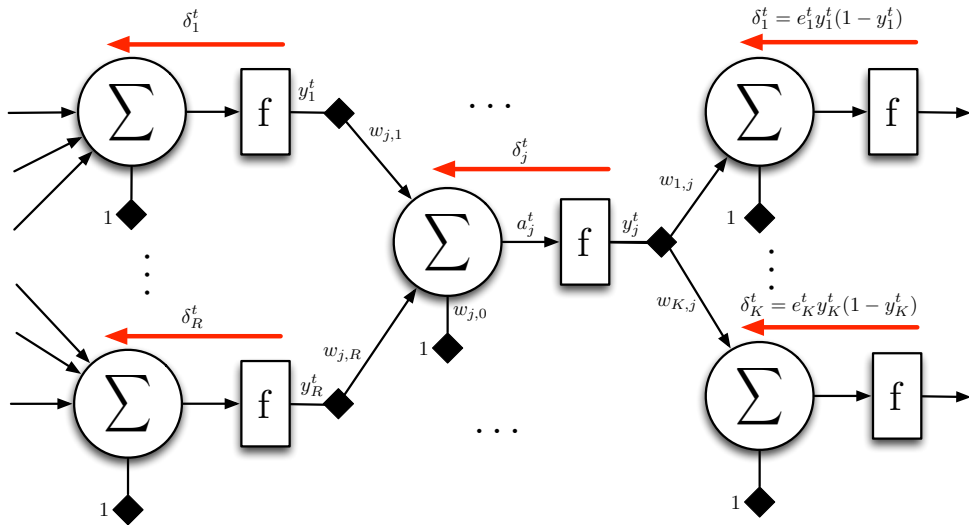 δ_1^t
δ_1^t = e_1^t y_1^t (1 − y_1^t)
∑
f
y_1^t
. . .
∑
f
w_{j,1}
δ_j^t
w_{1,j}
1
1
∑
a_j^t
f
y_j^t
δ_R^t
w_{j,0}
w_{K,j}
δ_K^t = e_K^t y_K^t (1 − y_K^t)
w_{j,R}
1
∑
f
y_R^t
∑
f
. . .
1
1